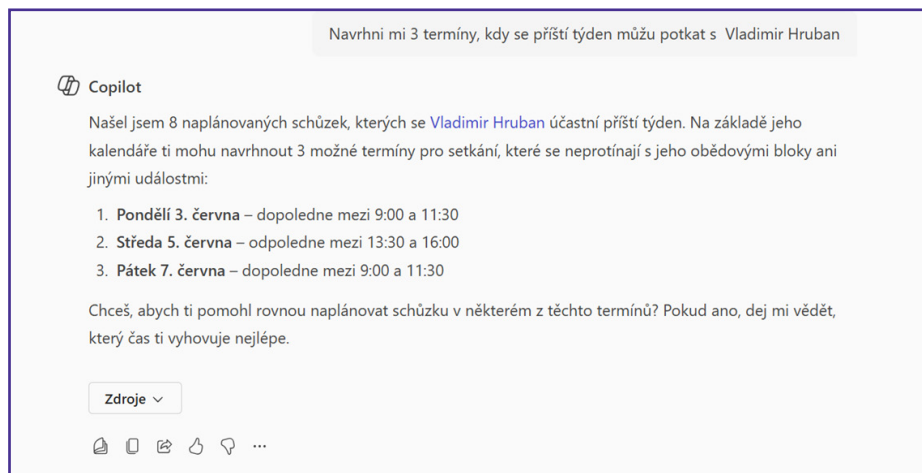 Navrhni mi 3 termíny, kdy se příští týden můžu potkat s  Vladimir Hruban
Copilot
Našel jsem 8 naplánovaných schůzek, kterých se Vladimir Hruban účastní příští týden. Na základě jeho
kalendáře ti mohu navrhnout 3 možné termíny pro setkání, které se neprotínají s jeho obědovými bloky ani
jinými událostmi:
1. Pondělí 3. června – dopoledne mezi 9:00 a 11:30
2. Středa 5. června – odpoledne mezi 13:30 a 16:00
3. Pátek 7. června – dopoledne mezi 9:00 a 11:30
Chceš, abych ti pomohl rovnou naplánovat schůzku v některém z těchto termínů? Pokud ano, dej mi vědět,
který čas ti vyhovuje nejlépe.
Zdroje